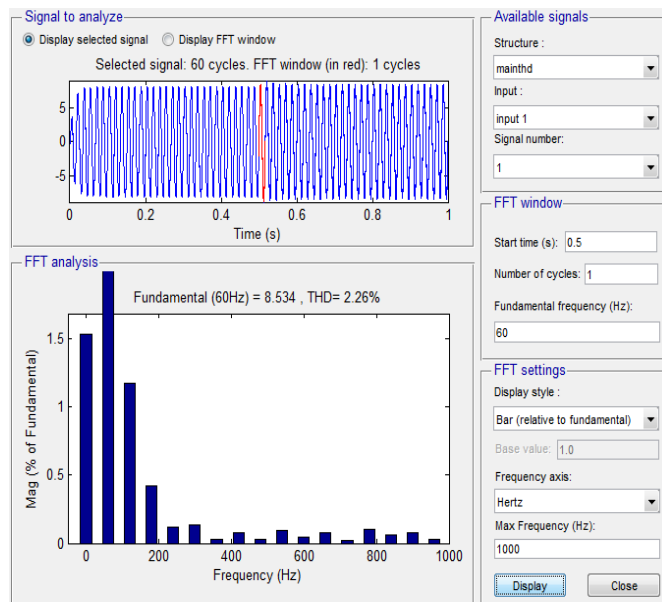 Signal to analyze
Display selected signal
Display FFT window
Selected signal: 60 cycles. FFT window (in red): 1 cycles
5
0
-5
0 0.2 0.4 0.6 0.8 1
Time (s)
FFT analysis
Fundamental (60Hz) = 8.534 , THD= 2.26%
Mag (% of Fundamental)
1.5
1
0.5
0
0 200 400 600 800 1000
Frequency (Hz)
Available signals
Structure :
mainthd
Input :
input 1
Signal number:
1
FFT window
Start time (s): 0.5
Number of cycles: 1
Fundamental frequency (Hz):
60
FFT settings
Display style :
Bar (relative to fundamental)
Base value: 1.0
Frequency axis:
Hertz
Max Frequency (Hz):
1000
Display Close